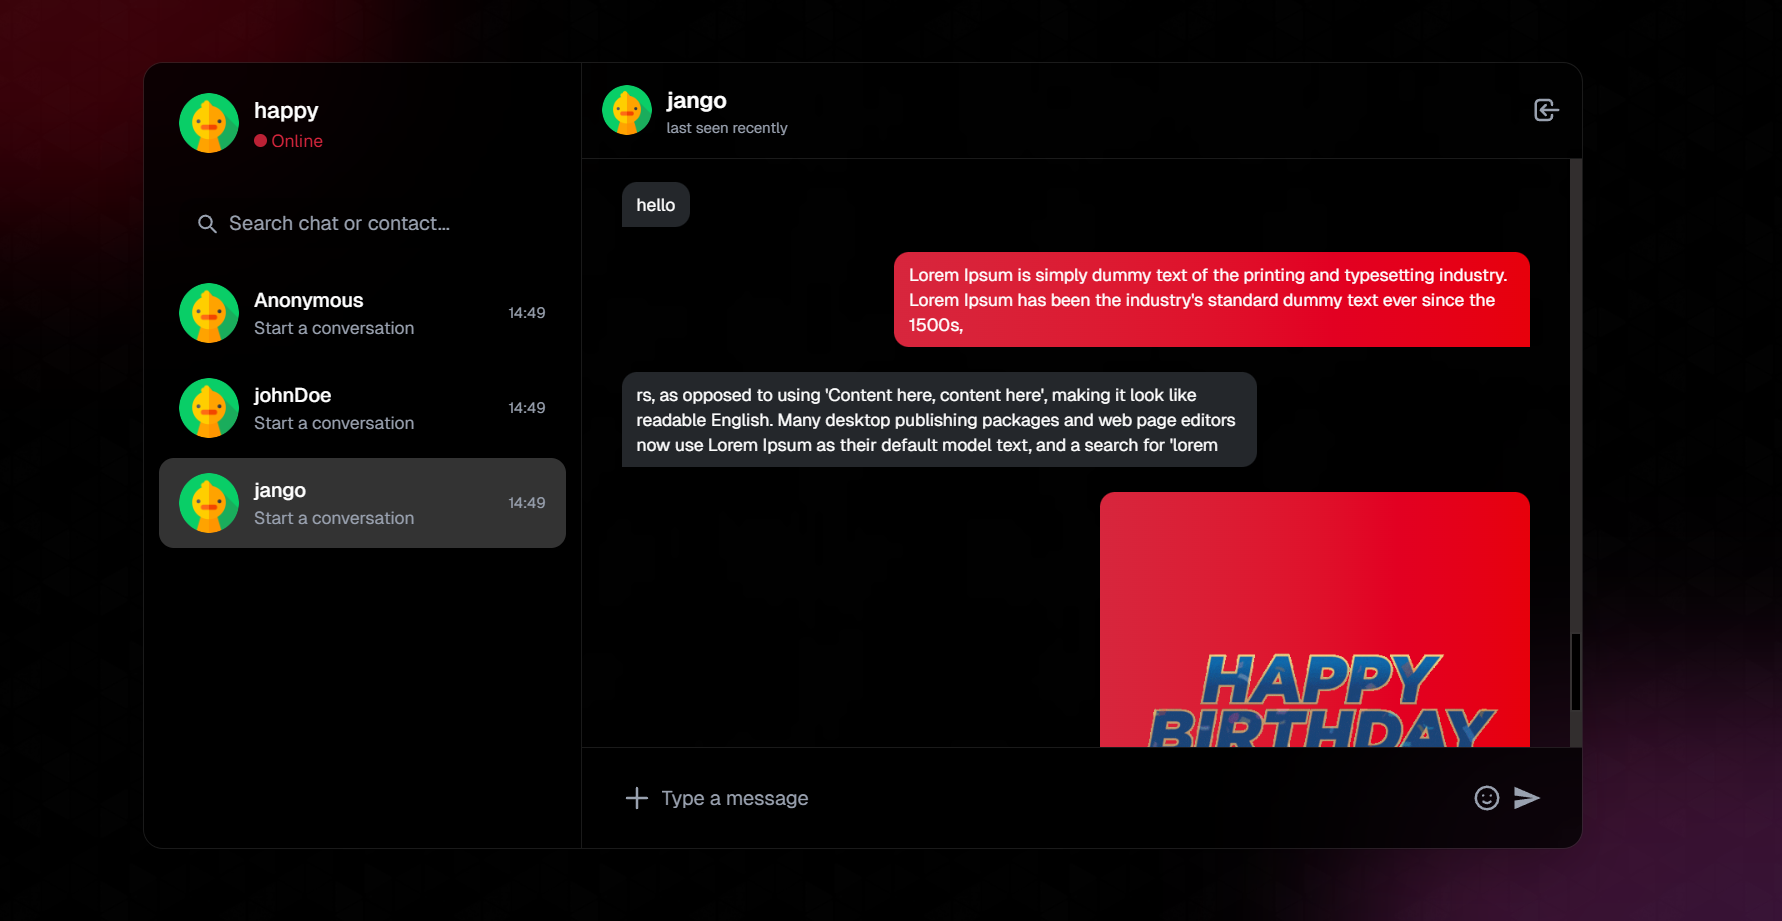 happy
Online
Search chat or contact...
Anonymous
Start a conversation
14:49
johnDoe
Start a conversation
14:49
jango
Start a conversation
14:49
jango
last seen recently
hello
Lorem Ipsum is simply dummy text of the printing and typesetting industry.
Lorem Ipsum has been the industry's standard dummy text ever since the
1500s,
rs, as opposed to using 'Content here, content here', making it look like
readable English. Many desktop publishing packages and web page editors
now use Lorem Ipsum as their default model text, and a search for 'lorem
HAPPY
BIRTHDAY
Type a message